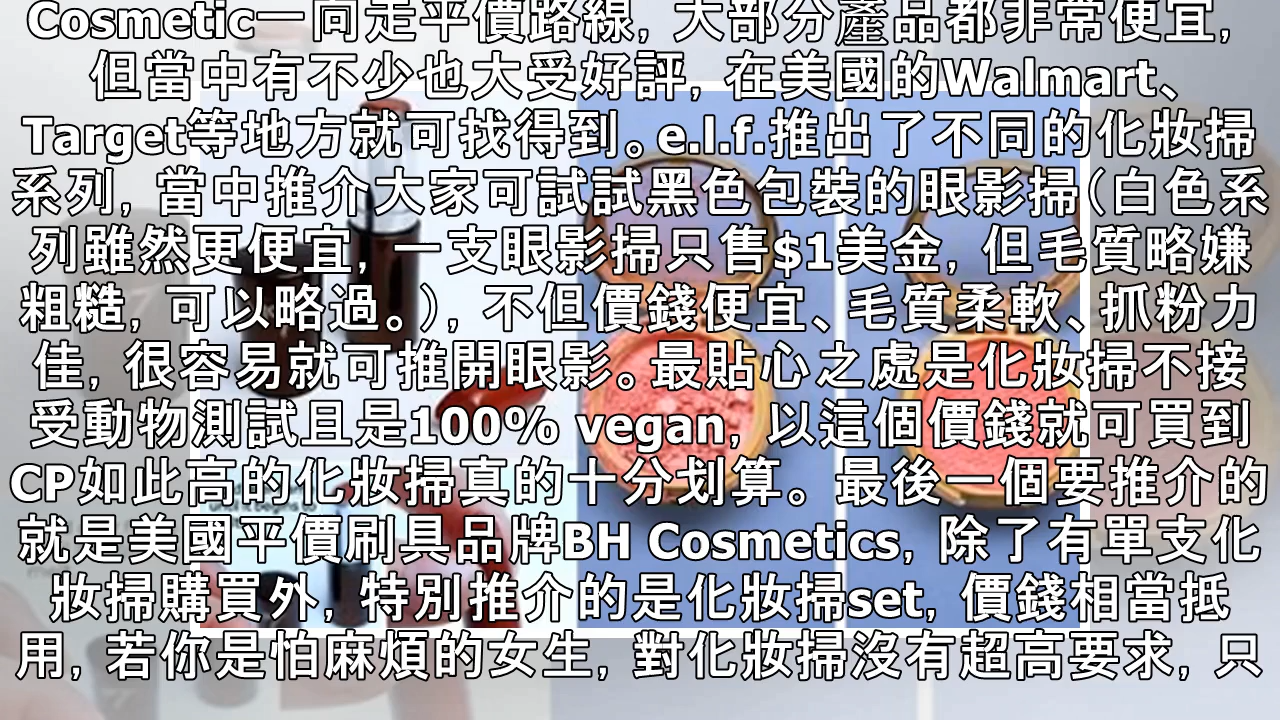 Cosmetic一向走平價路線, 大部分產品都非常便宜,
但當中有不少也大受好評, 在美國的Walmart、
Target等地方就可找得到。e.l.f.推出了不同的化妝掃
系列, 當中推介大家可試試黑色包裝的眼影掃（白色系
列雖然更便宜, 一支眼影掃只售$1美金, 但毛質略嫌
粗糙, 可以略過。）, 不但價錢便宜、毛質柔軟、抓粉力
佳, 很容易就可推開眼影。最貼心之處是化妝掃不接
受動物測試且是100% vegan, 以這個價錢就可買到
CP如此高的化妝掃真的十分划算。最後一個要推介的
就是美國平價刷具品牌BH Cosmetics, 除了有單支化
妝掃購買外, 特別推介的是化妝掃set, 價錢相當抵
用, 若你是怕麻煩的女生, 對化妝掃沒有超高要求, 只